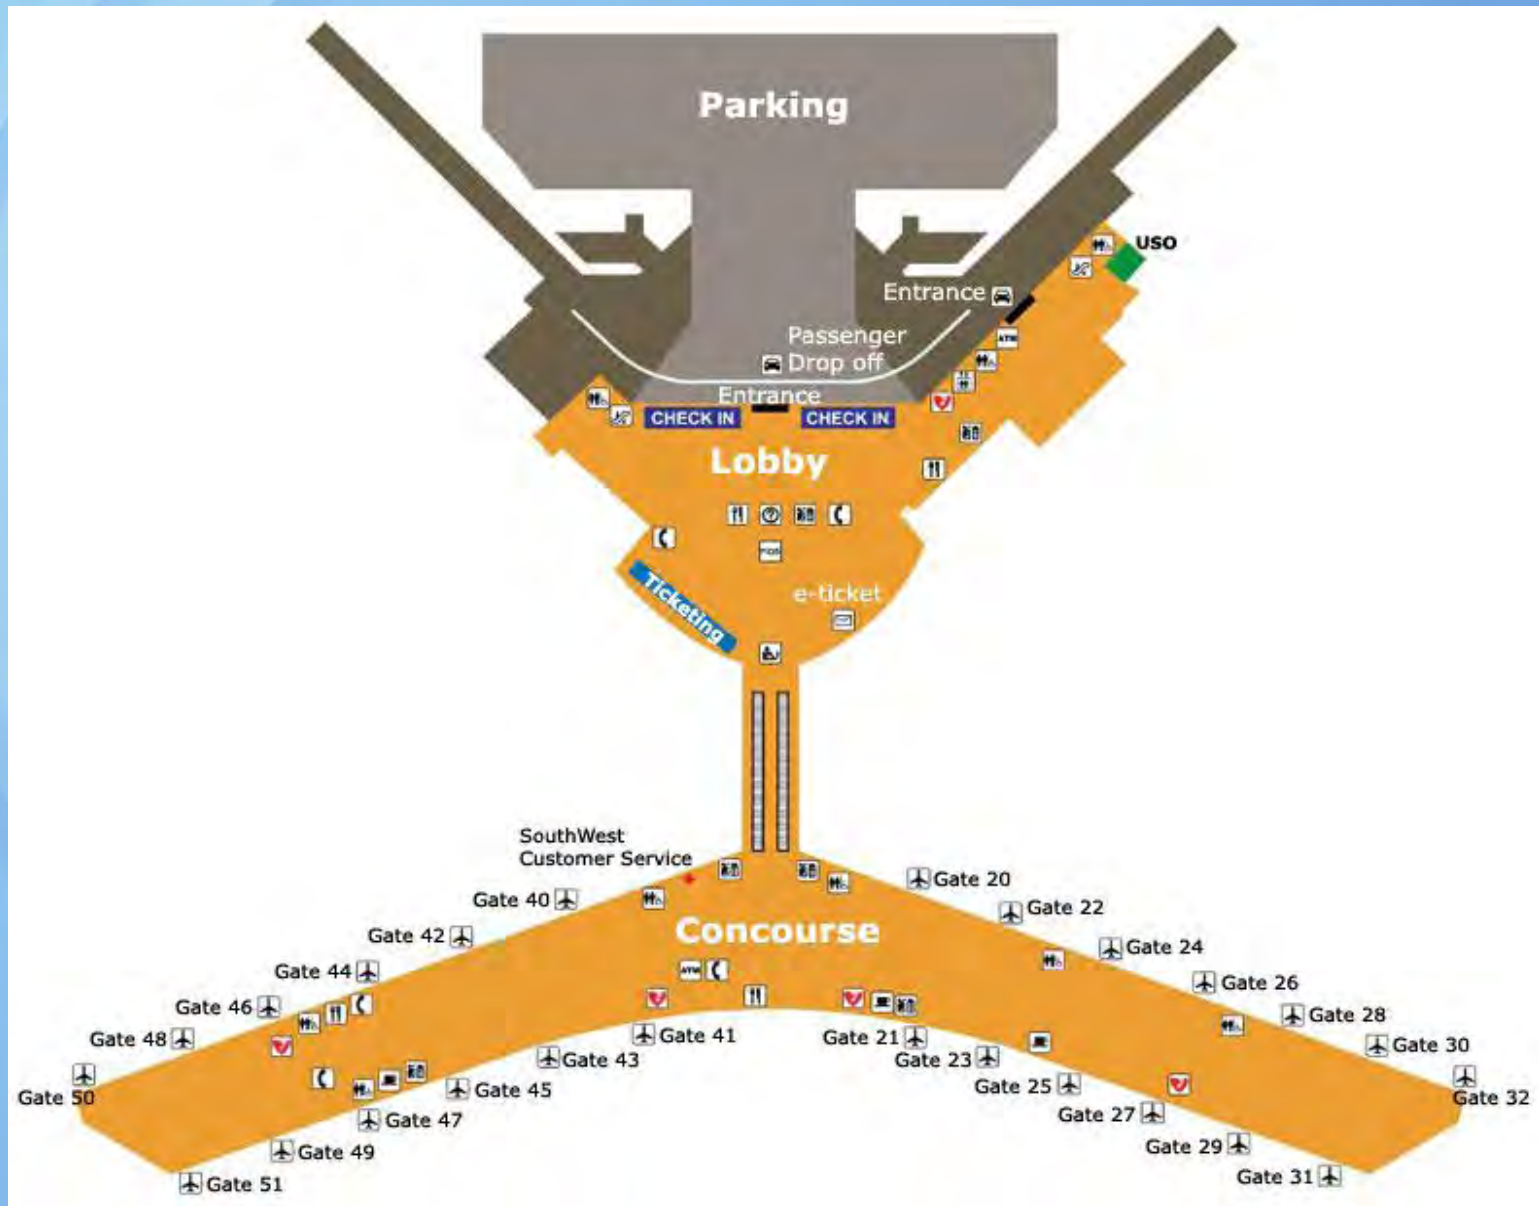 Parking
USO
Entrance
Passenger
Drop off
ATM
Entrance
CHECK IN
CHECK IN
Lobby
Ticketing
e-ticket
SouthWest
Customer Service
Gate 20
Gate 40
Gate 22
Concourse
Gate 42
Gate 24
Gate 44
ATM
Gate 26
Gate 46
Gate 28
Gate 48
Gate 41
Gate 21
Gate 30
Gate 43
Gate 23
Gate 50
Gate 45
Gate 25
Gate 32
Gate 47
Gate 27
Gate 49
Gate 29
Gate 51
Gate 31